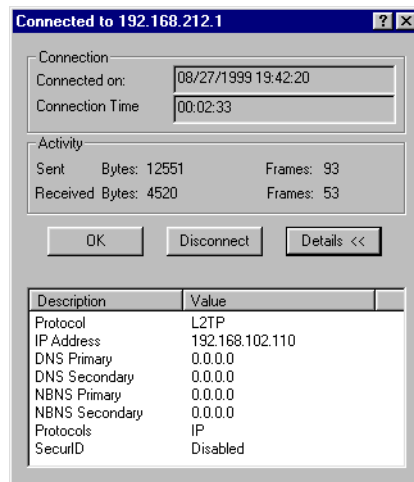 Connected to 192.168.212.1
Connection
Connected on: 08/27/1999 19:42:20
Connection Time 00:02:33
Activity
Sent Bytes: 12551 Frames: 93
Received Bytes: 4520 Frames: 53
OK Disconnect Details <<
Description Value
Protocol L2TP
IP Address 192.168.102.110
DNS Primary 0.0.0.0
DNS Secondary 0.0.0.0
NBNS Primary 0.0.0.0
NBNS Secondary 0.0.0.0
Protocols IP
SecurID Disabled